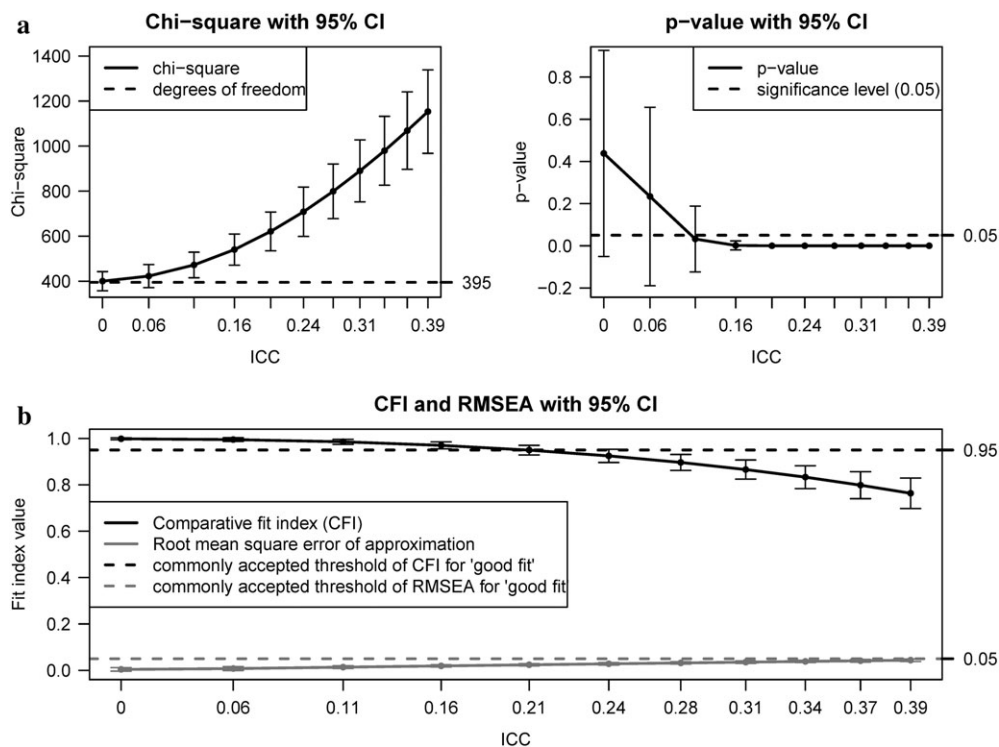 a
Chi−square with 95% CI
Chi−square
1400
1200
1000
800
600
400
chi−square
degrees of freedom
395
0 0.06 0.16 0.24 0.31 0.39
ICC
p−value with 95% CI
p−value
0.8
0.6
0.4
0.2
0.0
−0.2
p−value
significance level (0.05)
0.05
0 0.06 0.16 0.24 0.31 0.39
ICC
b
CFI and RMSEA with 95% CI
Fit index value
1.0
0.8
0.6
0.4
0.2
0.0
Comparative fit index (CFI)
Root mean square error of approximation
commonly accepted threshold of CFI for 'good fit'
commonly accepted threshold of RMSEA for 'good fit
0.95
0.05
0 0.06 0.11 0.16 0.21 0.24 0.28 0.31 0.34 0.37 0.39
ICC